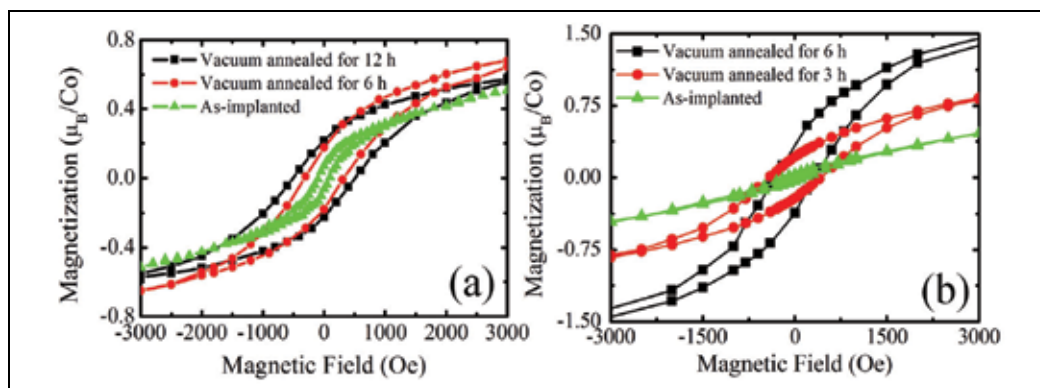 0.8
0.4
0.0
-0.4
-0.8
Magnetization (μB/Co)
Vacuum annealed for 12 h
Vacuum annealed for 6 h
As-implanted
(a)
-3000 -2000 -1000 0 1000 2000 3000
Magnetic Field (Oe)
1.50
0.75
0.00
-0.75
-1.50
Magnetization (μB/Co)
Vacuum annealed for 6 h
Vacuum annealed for 3 h
As-implanted
(b)
-3000 -1500 0 1500 3000
Magnetic Field (Oe)